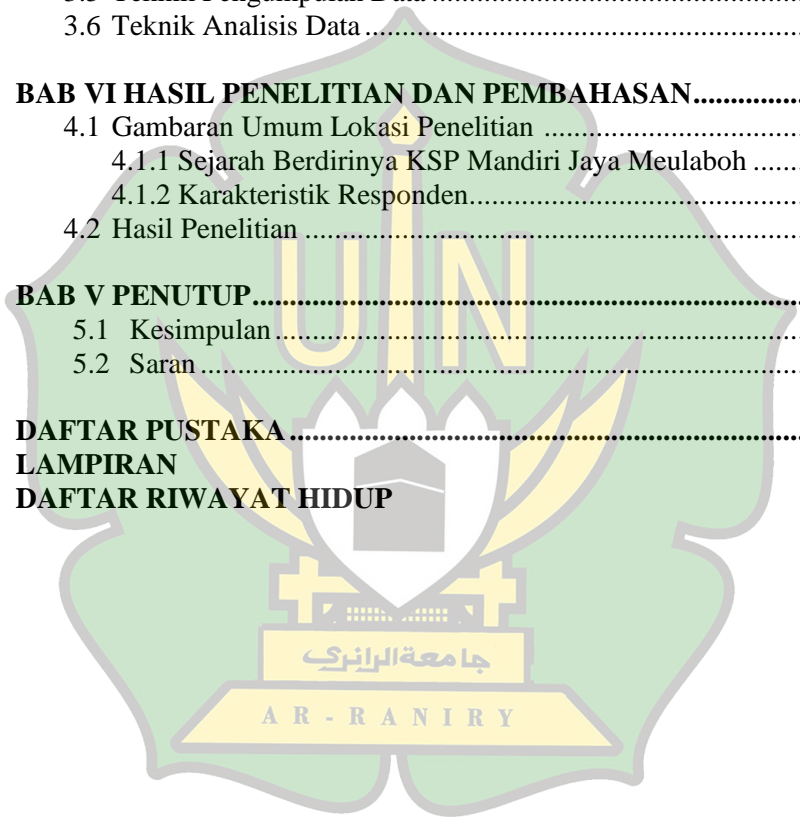 3.6 Teknik Analisis Data ..........................................................
BAB VI HASIL PENELITIAN DAN PEMBAHASAN...............
4.1 Gambaran Umum Lokasi Penelitian .....................................
4.1.1 Sejarah Berdirinya KSP Mandiri Jaya Meulaboh .......
4.1.2 Karakteristik Responden................................................
4.2 Hasil Penelitian ......................................................................
BAB V PENUTUP.........................................................................
5.1 Kesimpulan ...........................................................................
5.2 Saran ......................................................................................
DAFTAR PUSTAKA ....................................................................
LAMPIRAN
DAFTAR RIWAYAT HIDUP
UIN
جامعةالرانري
AR-RANIRY